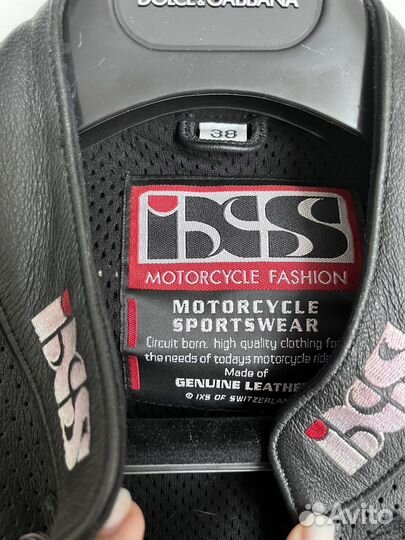 DOLCE&GABBANA
38
iXS
MOTORCYCLE FASHION
MOTORCYCLE
SPORTSWEAR
Circuit born, high quality clothing for
the needs of todays motorcycle ride
Made of
GENUINE LEATHER
© IXS OF SWITZERLAND
iXS
iXS
Avito